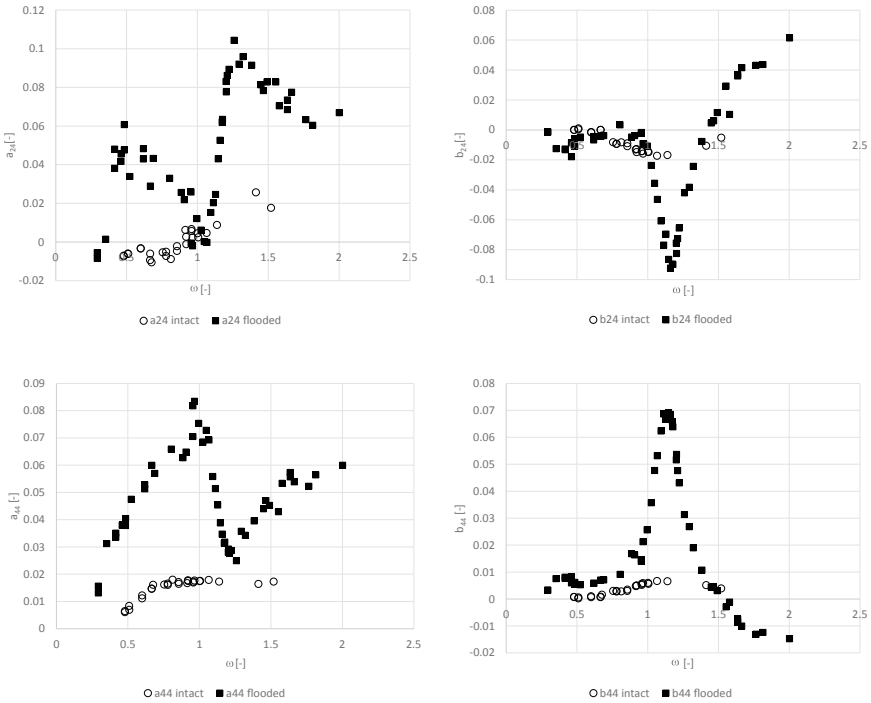 0.12
0.1
0.08
0.06
0.04
0.02
0
-0.02
0 0.5 1 1.5 2 2.5
a24[-]
ω [-]
a24 intact a24 flooded
0.08
0.06
0.04
0.02
0
-0.02
-0.04
-0.06
-0.08
-0.1
0 0.5 1 1.5 2 2.5
b24[-]
ω [-]
b24 intact b24 flooded
0.09
0.08
0.07
0.06
0.05
0.04
0.03
0.02
0.01
0
0 0.5 1 1.5 2 2.5
a44 [-]
ω [-]
a44 intact a44 flooded
0.08
0.07
0.06
0.05
0.04
0.03
0.02
0.01
0
-0.01
-0.02
0 0.5 1 1.5 2 2.5
b44 [-]
ω [-]
b44 intact b44 flooded